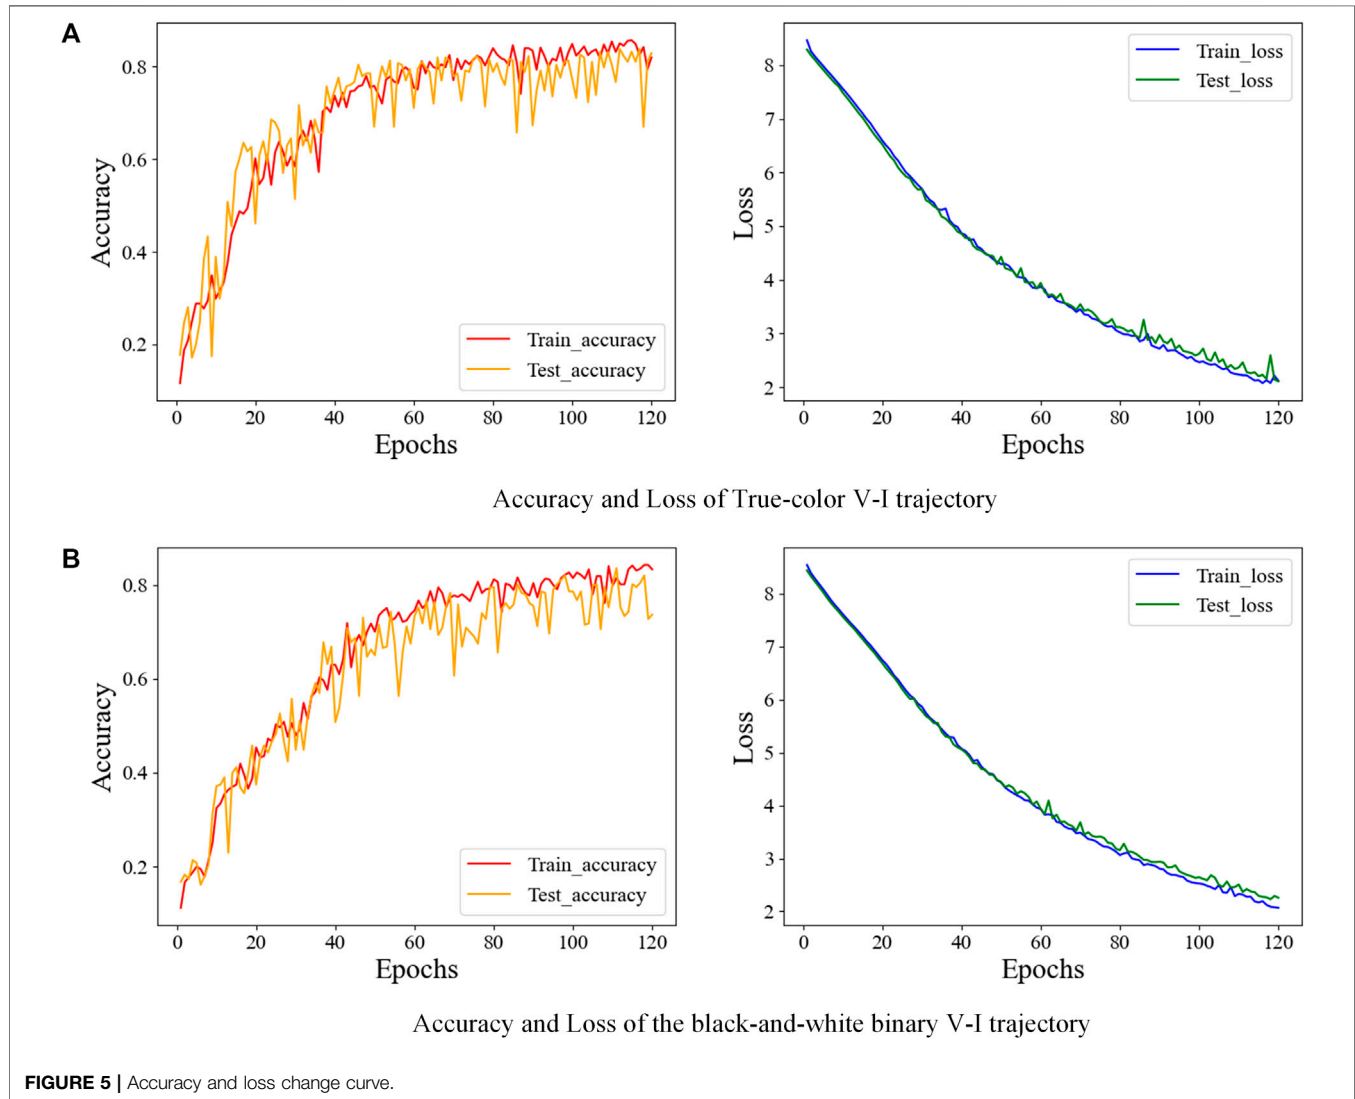 A
Accuracy
0.8
0.6
0.4
0.2
0 20 40 60 80 100 120
Epochs
Train_accuracy
Test_accuracy
Loss
8
7
6
5
4
3
2
0 20 40 60 80 100 120
Epochs
Train_loss
Test_loss
Accuracy and Loss of True-color V-I trajectory
B
Accuracy
0.8
0.6
0.4
0.2
0 20 40 60 80 100 120
Epochs
Train_accuracy
Test_accuracy
Loss
8
7
6
5
4
3
2
0 20 40 60 80 100 120
Epochs
Train_loss
Test_loss
Accuracy and Loss of the black-and-white binary V-I trajectory
FIGURE 5 | Accuracy and loss change curve.